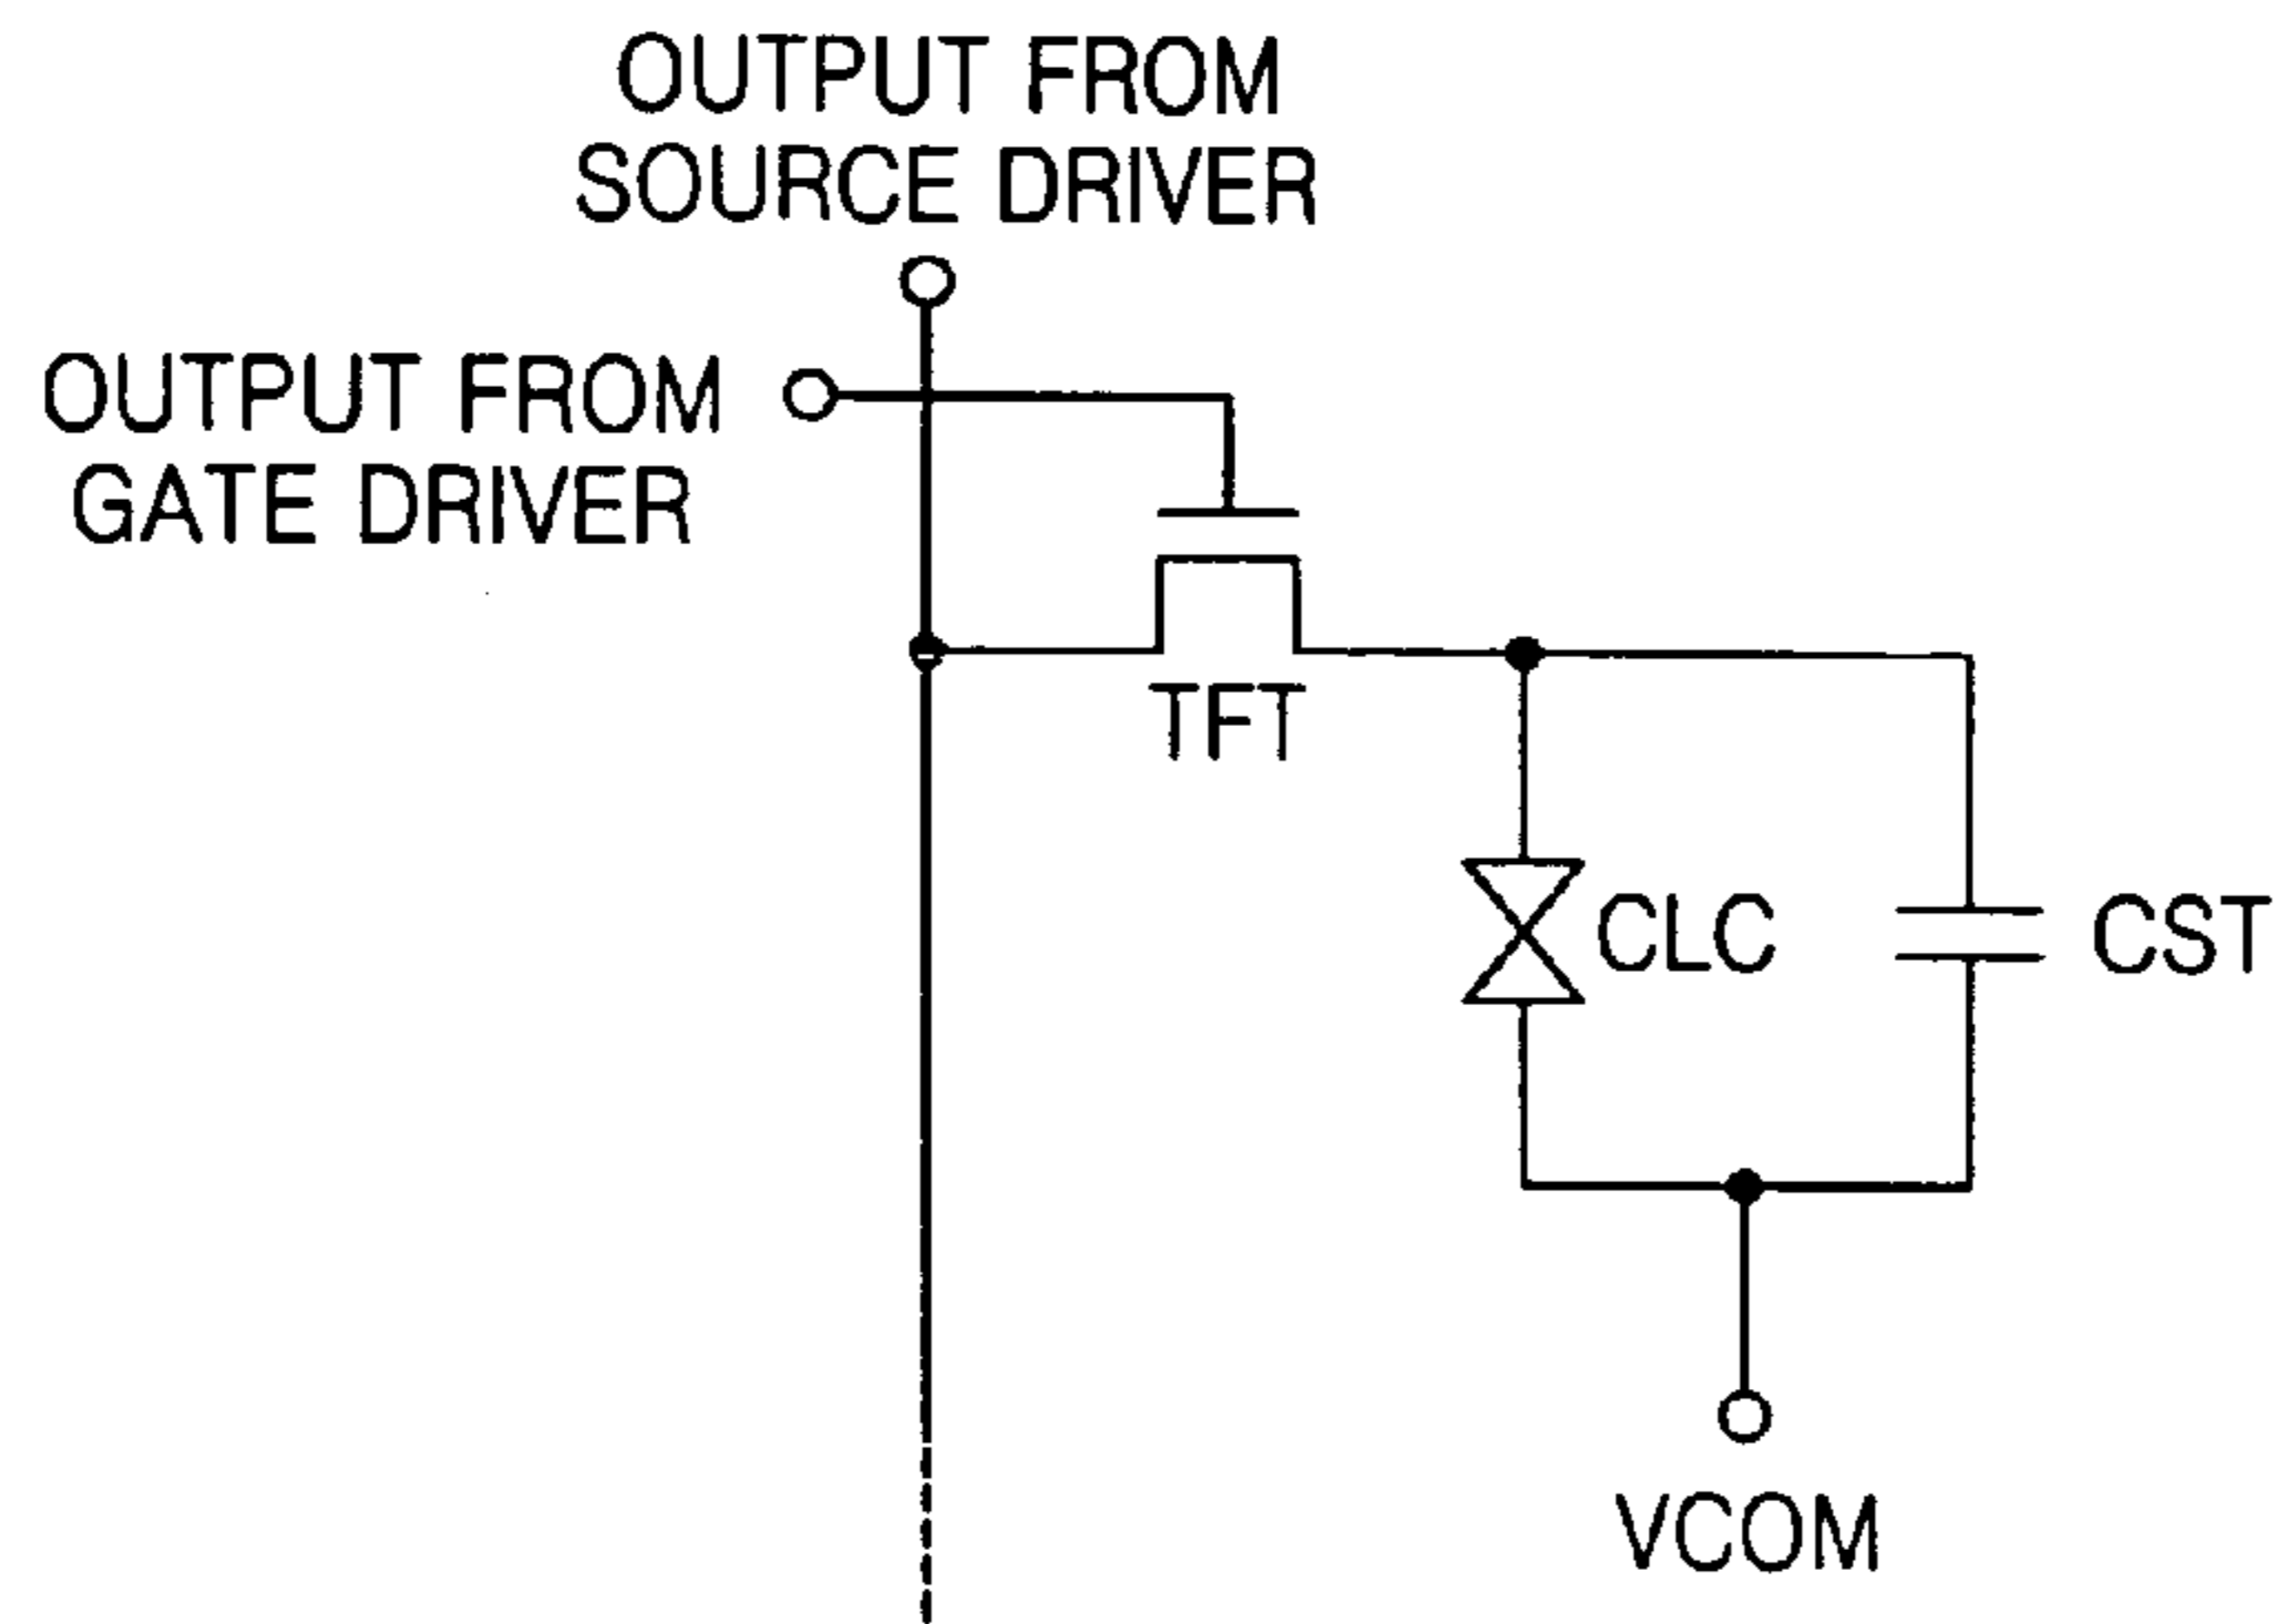 OUTPUT FROM
SOURCE DRIVER
OUTPUT FROM
GATE DRIVER
TFT
CLC
CST
VCOM